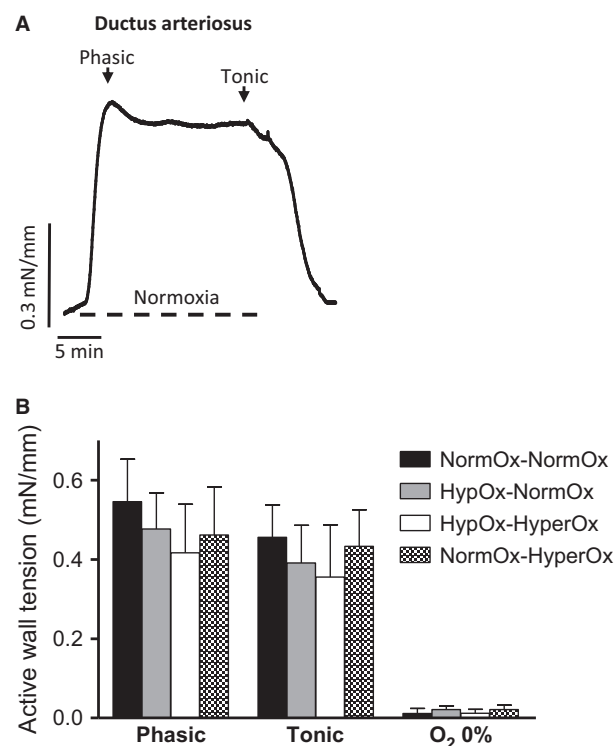 A
Ductus arteriosus
Phasic
Tonic
0.3 mN/mm
Normoxia
5 min
B
Active wall tension (mN/mm)
0.6
0.4
0.2
0.0
NormOx-NormOx
HypOx-NormOx
HypOx-HyperOx
NormOx-HyperOx
Phasic Tonic O₂ 0%